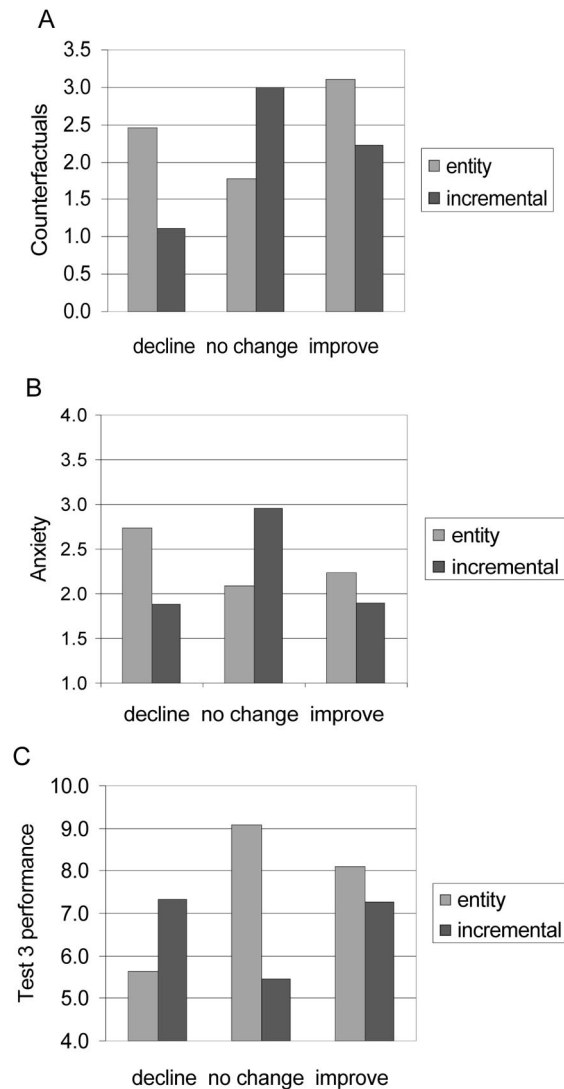 A
3.5
3.0
2.5
2.0
1.5
1.0
0.5
0.0
Counterfactuals
decline no change improve
entity
incremental
B
4.0
3.5
3.0
2.5
2.0
1.5
1.0
Anxiety
decline no change improve
entity
incremental
C
10.0
9.0
8.0
7.0
6.0
5.0
4.0
Test 3 performance
decline no change improve
entity
incremental